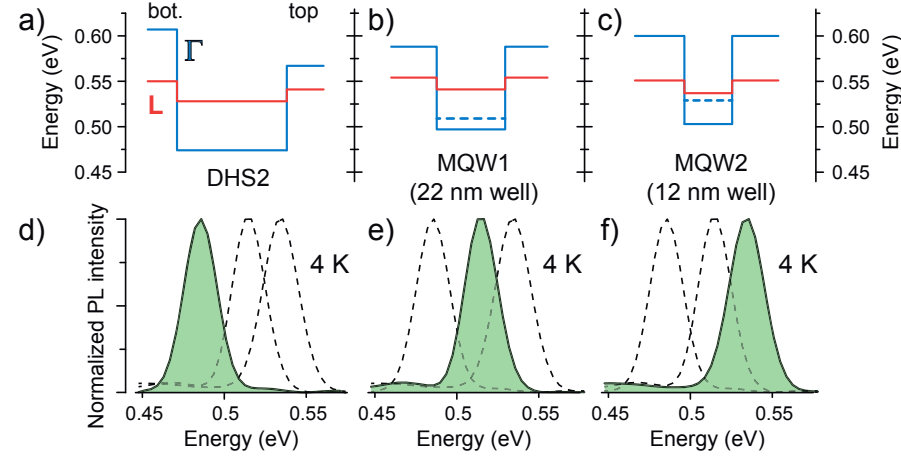 a)
bot.
top
b)
c)
Energy (eV)
0.60
0.55
0.50
0.45
Γ
L
DHS2
MQW1
(22 nm well)
MQW2
(12 nm well)
0.60
0.55
0.50
0.45
Energy (eV)
d)
4 K
e)
4 K
f)
4 K
Normalized PL intensity
0.45
0.5
0.55
0.45
0.5
0.55
0.45
0.5
0.55
Energy (eV)
Energy (eV)
Energy (eV)